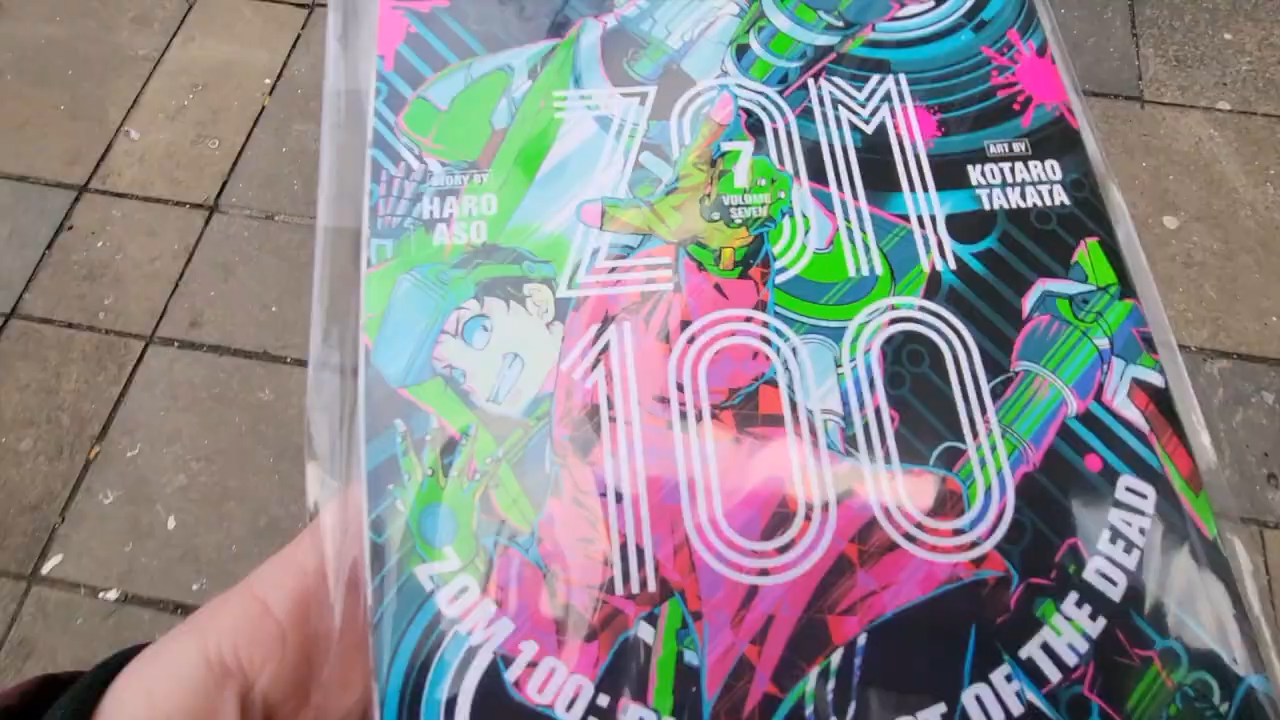 ZOM
7
VOLUME
SEVEN
STORY BY
HARO
ASO
ART BY
KOTARO
TAKATA
100
ZOM 100: OF THE DEAD